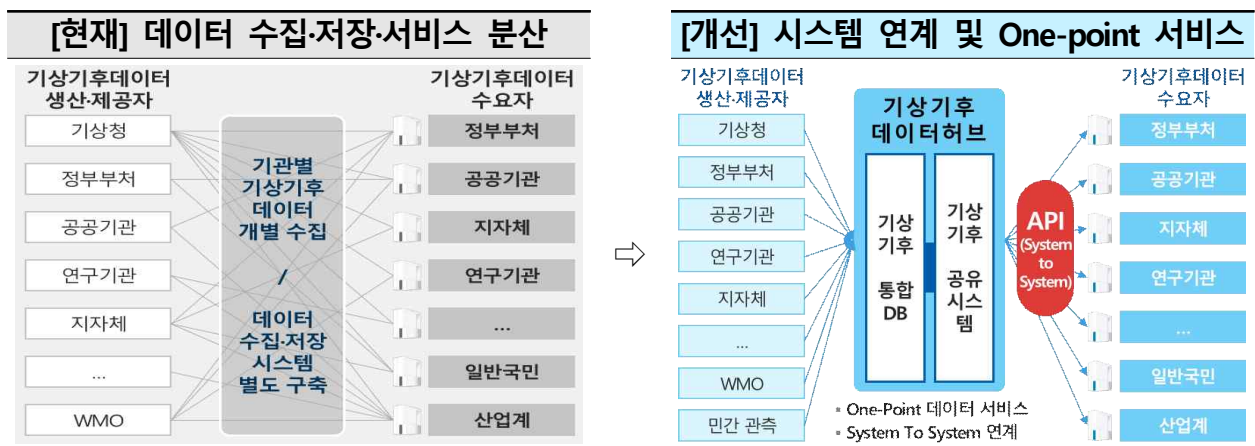 [현재] 데이터 수집·저장·서비스 분산
기상기후데이터
생산·제공자
기상청
정부부처
공공기관
연구기관
지자체
...
WMO
기관별
기상기후
데이터
개별 수집
/
데이터
수집·저장
시스템
별도 구축
기상기후데이터
수요자
정부부처
공공기관
지자체
연구기관
...
일반국민
산업계
⇨
[개선] 시스템 연계 및 One-point 서비스
기상기후데이터
생산·제공자
기상청
정부부처
공공기관
연구기관
지자체
...
WMO
민간 관측
기상기후
데이터허브
기상
기후
통합
DB
기상
기후
공유
시스
템
▪ One-Point 데이터 서비스
▪ System To System 연계
API
(System
to
System)
기상기후데이터
수요자
정부부처
공공기관
지자체
연구기관
...
일반국민
산업계